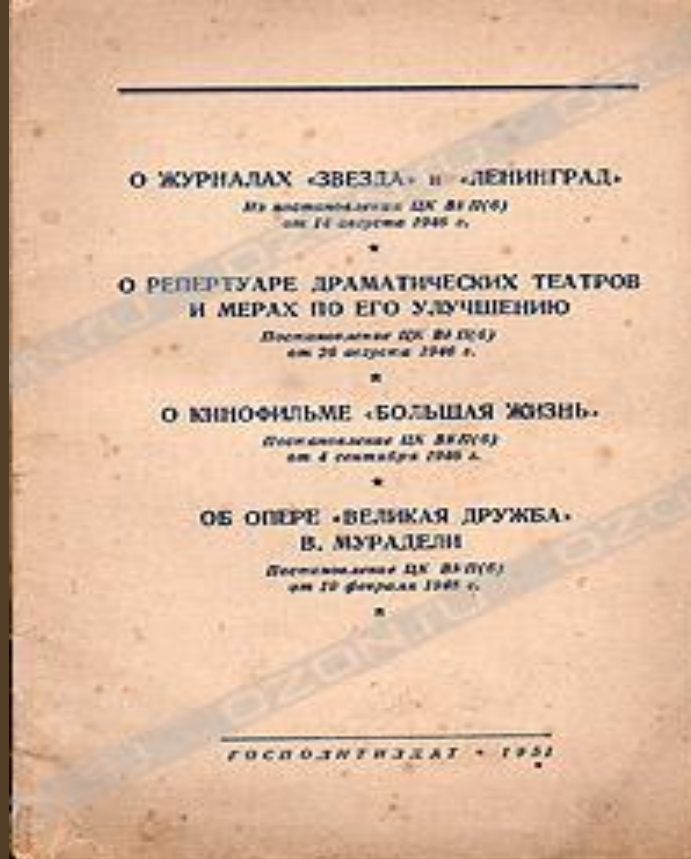 О ЖУРНАЛАХ «ЗВЕЗДА» и «ЛЕНИНГРАД»
Из постановления ЦК ВКП(б)
от 14 августа 1946 г.
О РЕПЕРТУАРЕ ДРАМАТИЧЕСКИХ ТЕАТРОВ
И МЕРАХ ПО ЕГО УЛУЧШЕНИЮ
Постановление ЦК ВКП(б)
от 26 августа 1946 г.
О КИНОФИЛЬМЕ «БОЛЬШАЯ ЖИЗНЬ»
Постановление ЦК ВКП(б)
от 4 сентября 1946 г.
ОБ ОПЕРЕ «ВЕЛИКАЯ ДРУЖБА»
В. МУРАДЕЛИ
Постановление ЦК ВКП(б)
от 10 февраля 1948 г.
ГОСПОЛИТИЗДАТ • 1951